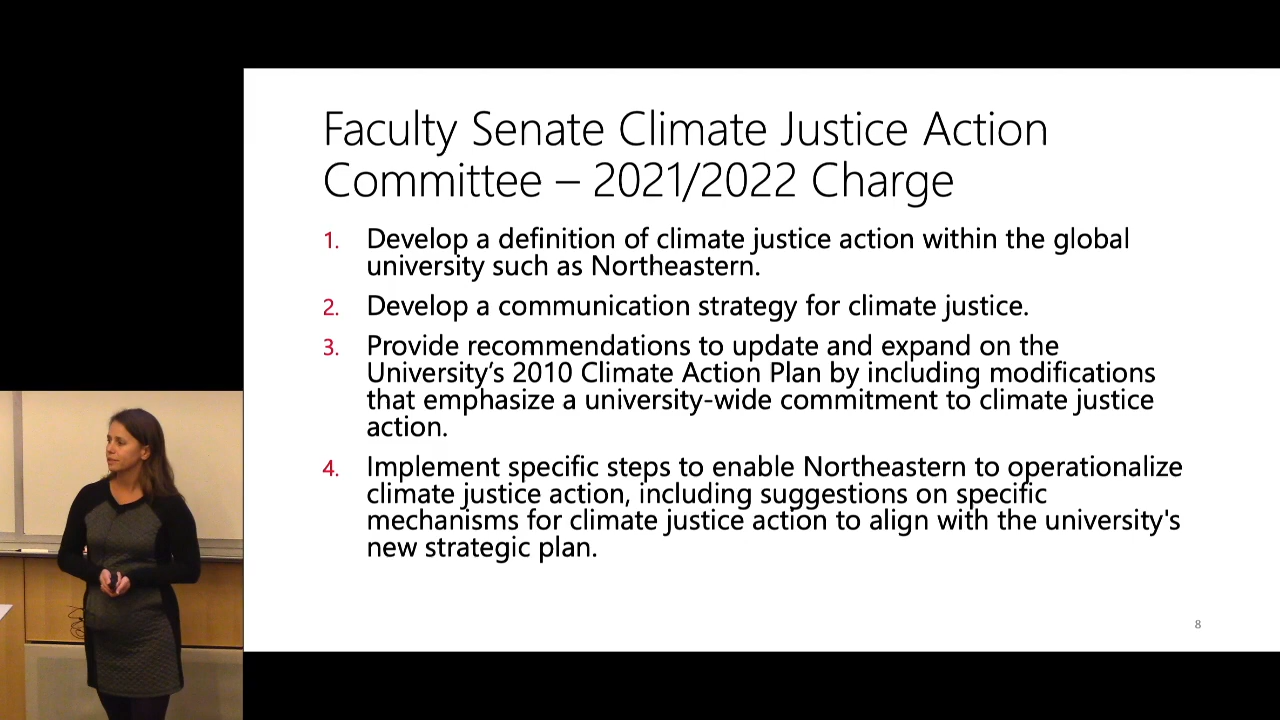 Faculty Senate Climate Justice Action
Committee – 2021/2022 Charge
1. Develop a definition of climate justice action within the global
university such as Northeastern.
2. Develop a communication strategy for climate justice.
3. Provide recommendations to update and expand on the
University’s 2010 Climate Action Plan by including modifications
that emphasize a university-wide commitment to climate justice
action.
4. Implement specific steps to enable Northeastern to operationalize
climate justice action, including suggestions on specific
mechanisms for climate justice action to align with the university's
new strategic plan.
8